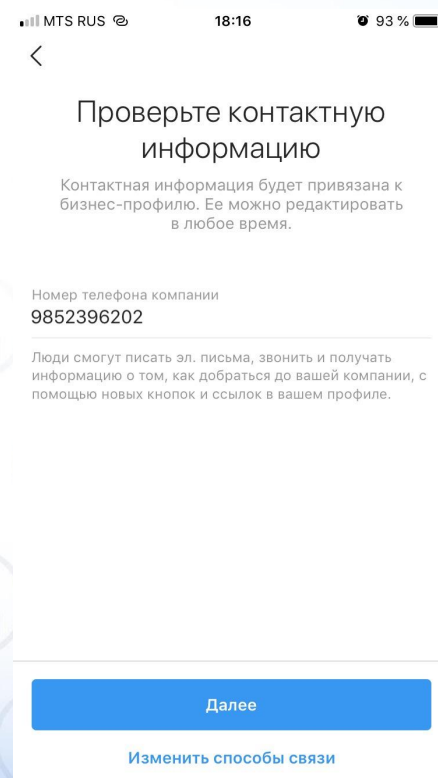 MTS RUS 18:16 93 %
Проверьте контактную
информацию
Контактная информация будет привязана к
бизнес-профилю. Ее можно редактировать
в любое время.
Номер телефона компании
9852396202
Люди смогут писать эл. письма, звонить и получать
информацию о том, как добраться до вашей компании, с
помощью новых кнопок и ссылок в вашем профиле.
Далее
Изменить способы связи